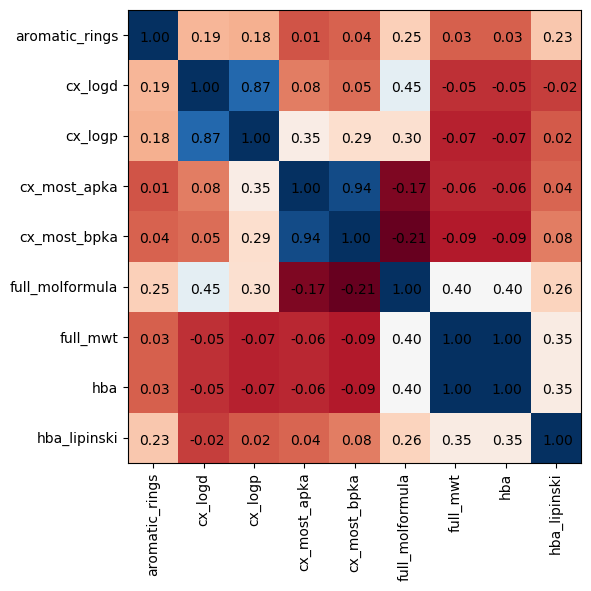 aromatic_rings 1.00 0.19 0.18 0.01 0.04 0.25 0.03 0.03 0.23
cx_logd 0.19 1.00 0.87 0.08 0.05 0.45 -0.05 -0.05 -0.02
cx_logp 0.18 0.87 1.00 0.35 0.29 0.30 -0.07 -0.07 0.02
cx_most_apka 0.01 0.08 0.35 1.00 0.94 -0.17 -0.06 -0.06 0.04
cx_most_bpka 0.04 0.05 0.29 0.94 1.00 -0.21 -0.09 -0.09 0.08
full_molformula 0.25 0.45 0.30 -0.17 -0.21 1.00 0.40 0.40 0.26
full_mwt 0.03 -0.05 -0.07 -0.06 -0.09 0.40 1.00 1.00 0.35
hba 0.03 -0.05 -0.07 -0.06 -0.09 0.40 1.00 1.00 0.35
hba_lipinski 0.23 -0.02 0.02 0.04 0.08 0.26 0.35 0.35 1.00
aromatic_rings
cx_logd
cx_logp
cx_most_apka
cx_most_bpka
full_molformula
full_mwt
hba
hba_lipinski